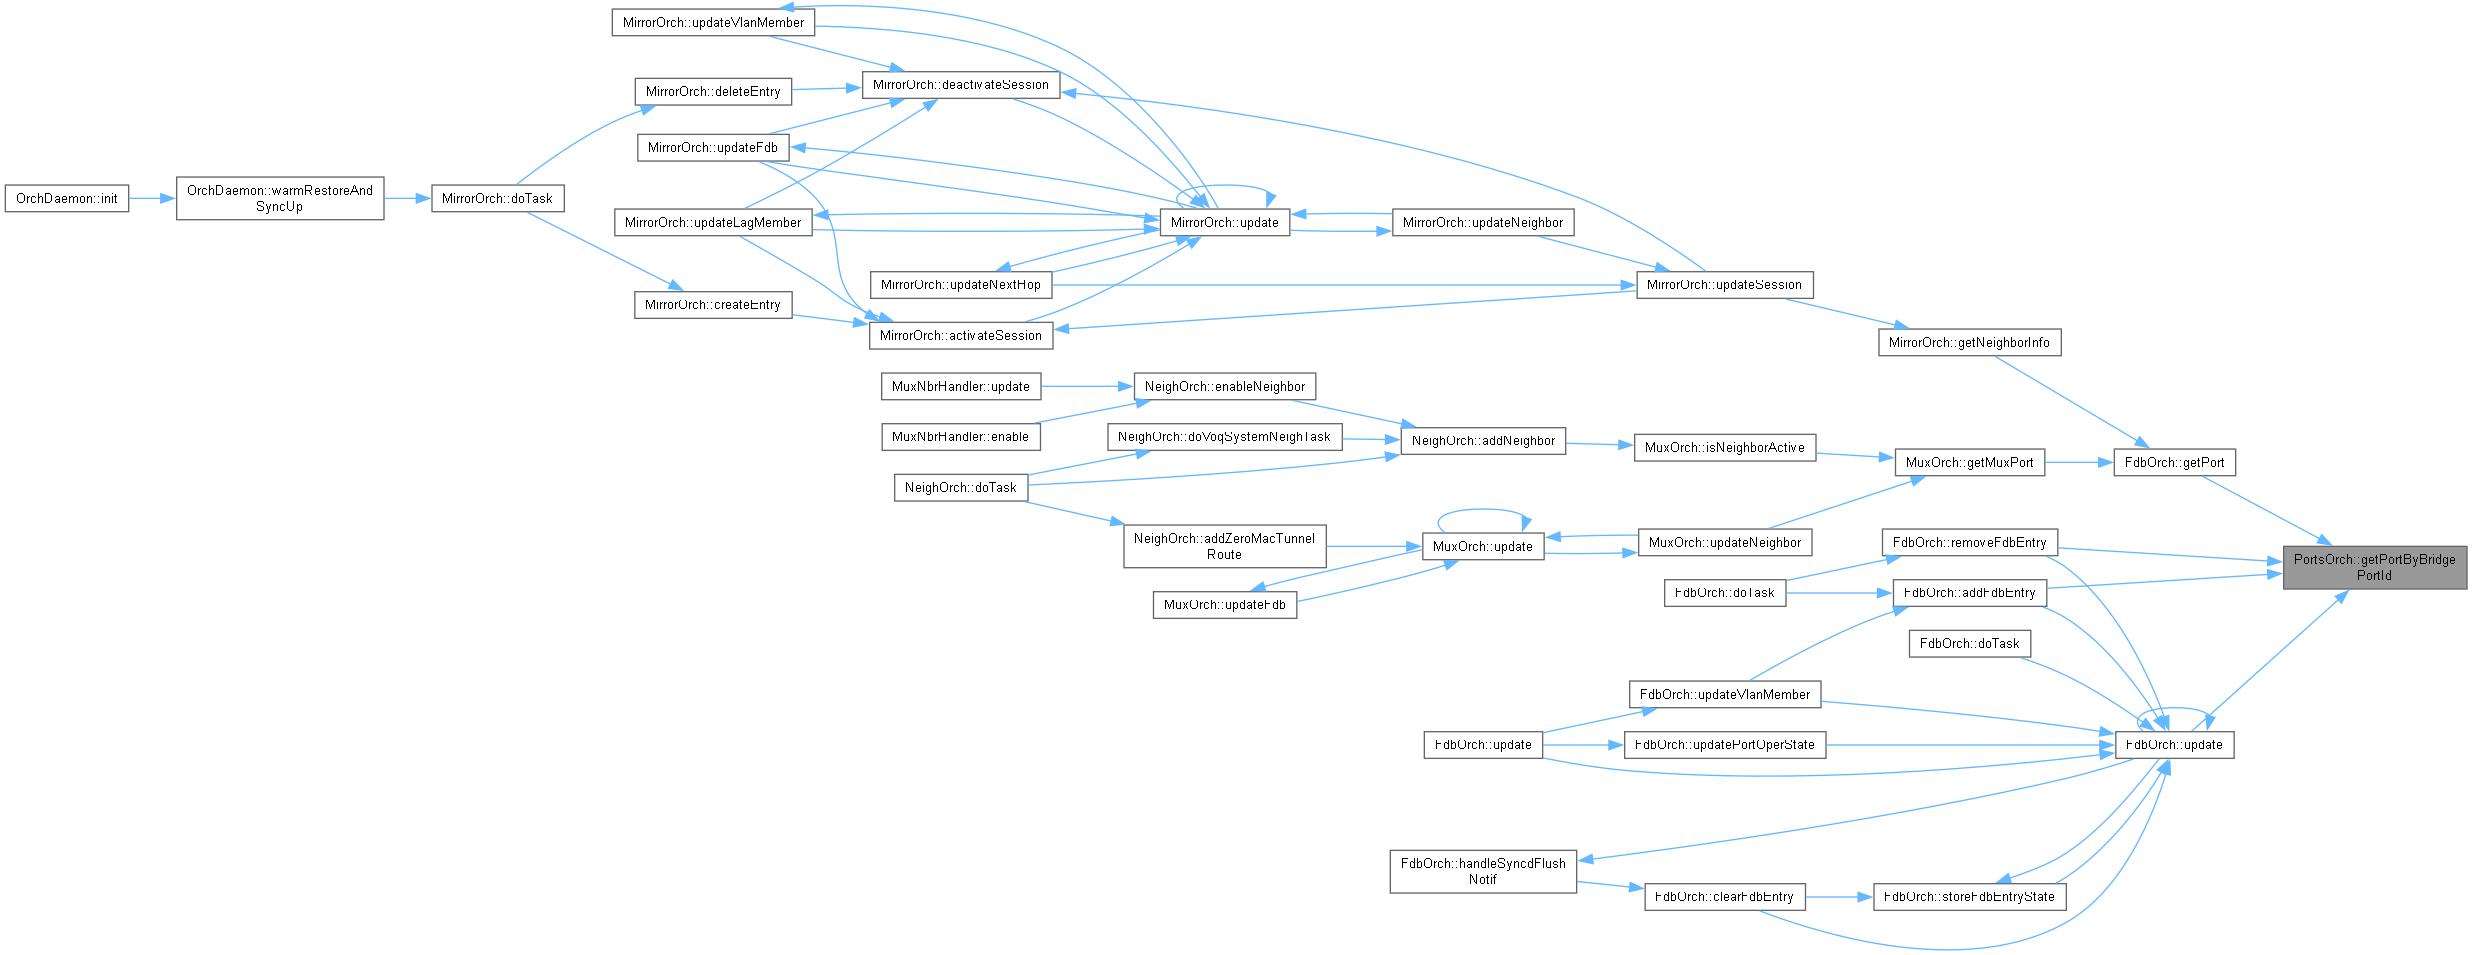 MirrorOrch::updateVlanMember
MirrorOrch::deactivateSession
MirrorOrch::deleteEntry
MirrorOrch::updateFdb
OrchDaemon::init
OrchDaemon::warmRestoreAnd
SyncUp
MirrorOrch::doTask
MirrorOrch::updateLagMember
MirrorOrch::update
MirrorOrch::updateNeighbor
MirrorOrch::updateNextHop
MirrorOrch::updateSession
MirrorOrch::createEntry
MirrorOrch::activateSession
MirrorOrch::getNeighborInfo
MuxNbrHandler::update
NeighOrch::enableNeighbor
MuxNbrHandler::enable
NeighOrch::doVoqSystemNeighTask
NeighOrch::addNeighbor
MuxOrch::isNeighborActive
MuxOrch::getMuxPort
FdbOrch::getPort
NeighOrch::doTask
NeighOrch::addZeroMacTunnel
Route
MuxOrch::update
MuxOrch::updateNeighbor
FdbOrch::removeFdbEntry
PortsOrch::getPortByBridge
PortId
MuxOrch::updateFdb
FdbOrch::doTask
FdbOrch::addFdbEntry
FdbOrch::doTask
FdbOrch::updateVlanMember
FdbOrch::update
FdbOrch::updatePortOperState
FdbOrch::update
FdbOrch::handleSyncdFlush
Notif
FdbOrch::clearFdbEntry
FdbOrch::storeFdbEntryState